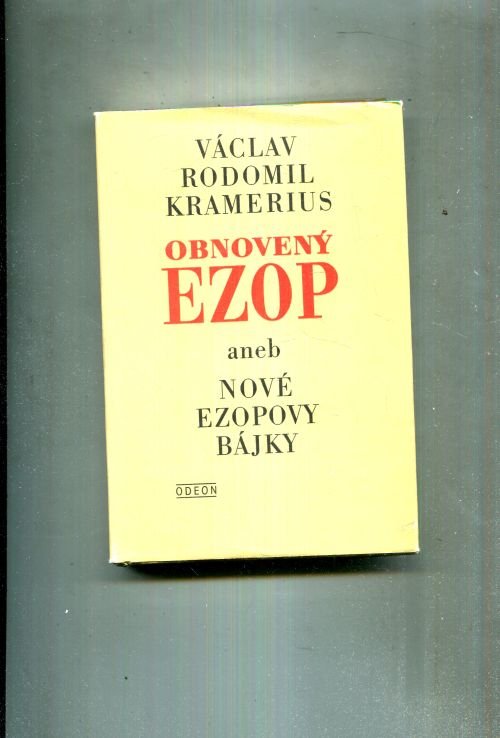 VÁCLAV
RODOMIL
KRAMERIUS
OBNOVENÝ
EZOP
aneb
NOVÉ
EZOPOVY
BÁJKY
ODEON